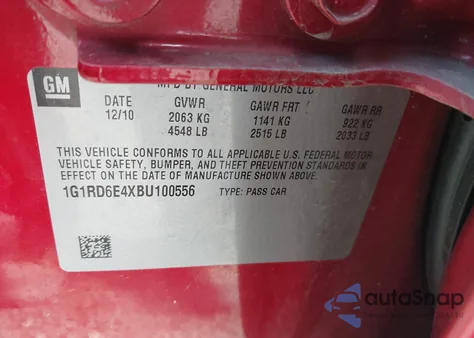 MFD BY GENERAL MOTORS LLC
GM
DATE GVWR GAWR FRT GAWR RR
12/10 2063 KG 1141 KG 922 KG
4548 LB 2515 LB 2033 LB
THIS VEHICLE CONFORMS TO ALL APPLICABLE U.S. FEDERAL MOTOR
VEHICLE SAFETY, BUMPER, AND THEFT PREVENTION STANDARDS IN
EFFECT ON THE DATE OF MANUFACTURE SHOWN ABOVE.
1G1RD6E4XBU100556 TYPE: PASS CAR
autoSnap